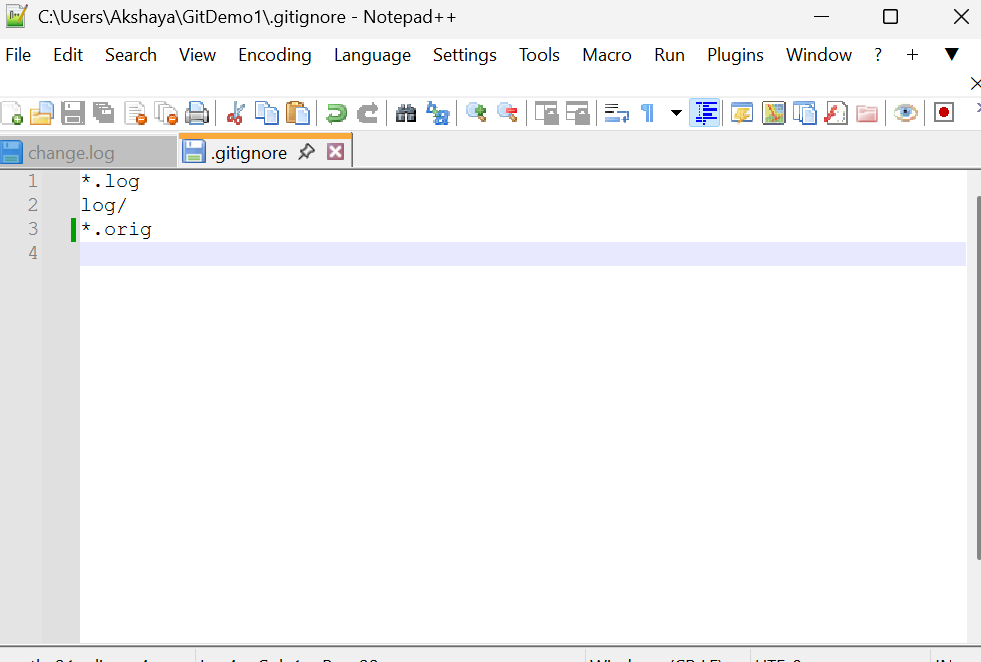 C:\Users\Akshaya\GitDemo1\.gitignore - Notepad++
File Edit Search View Encoding Language Settings Tools Macro Run Plugins Window ? + ▼
change.log .gitignore
1 *.log
2 log/
3 *.orig
4